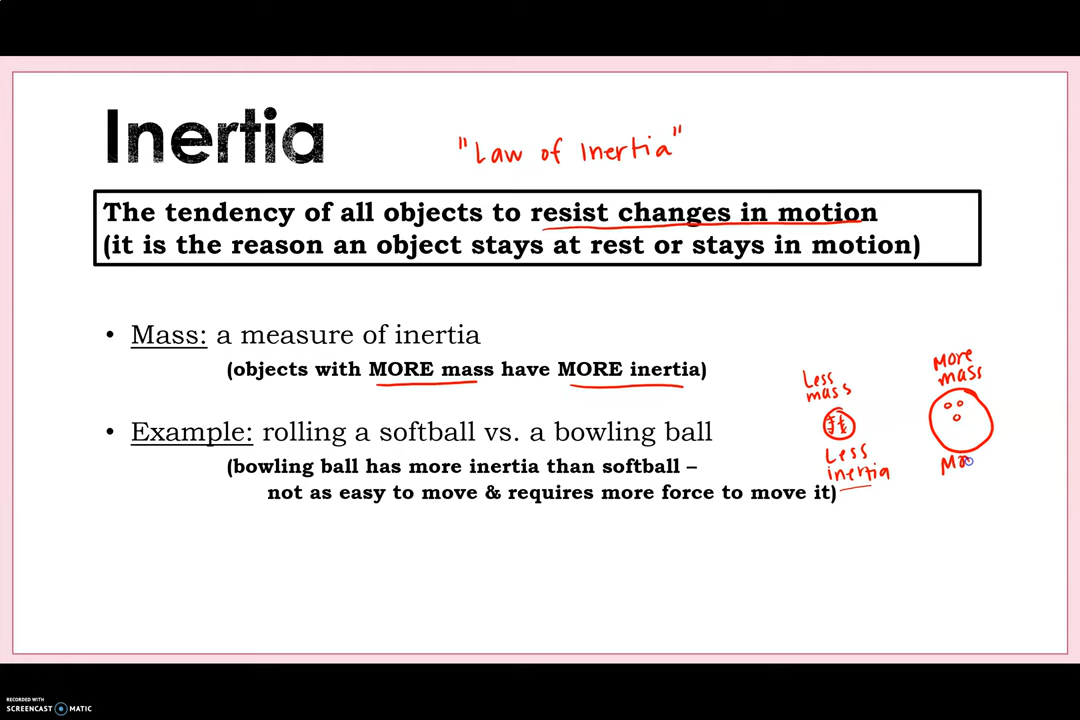 Inertia
"Law of Inertia"
The tendency of all objects to resist changes in motion
(it is the reason an object stays at rest or stays in motion)
• Mass: a measure of inertia
(objects with MORE mass have MORE inertia)
• Example: rolling a softball vs. a bowling ball
(bowling ball has more inertia than softball –
not as easy to move & requires more force to move it)
Less
mass
Less
inertia
More
mass
RECORDED WITH
SCREENCAST MATIC